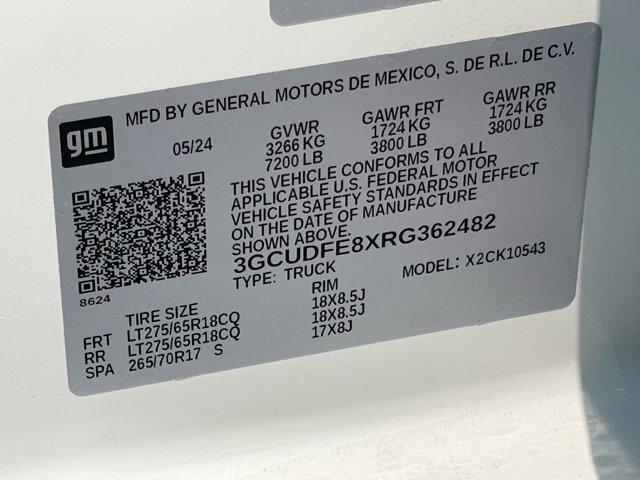 gm
MFD BY GENERAL MOTORS DE MEXICO, S. DE R.L. DE C.V.
05/24 GVWR GAWR FRT GAWR RR
3266 KG 1724 KG 1724 KG
7200 LB 3800 LB 3800 LB
THIS VEHICLE CONFORMS TO ALL
APPLICABLE U.S. FEDERAL MOTOR
VEHICLE SAFETY STANDARDS IN EFFECT
ON THE DATE OF MANUFACTURE
SHOWN ABOVE.
3GCUDFE8XRG362482
TYPE: TRUCK MODEL: X2CK10543
8624
TIRE SIZE RIM
FRT LT275/65R18CQ 18X8.5J
RR LT275/65R18CQ 18X8.5J
SPA 265/70R17 S 17X8J